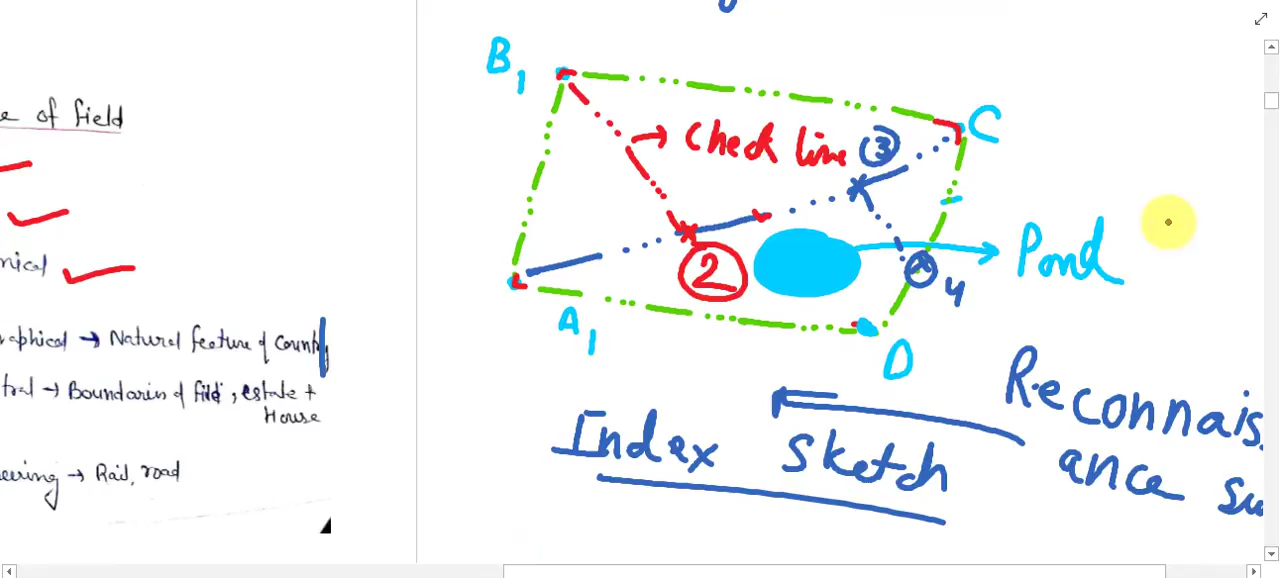 of field
Natural feature of Country
Boundaries of field, estate +
House
Rail, road
B1
C
Check line 3
2
Pond
4
A1
D
Index Sketch
Reconnais
ance su